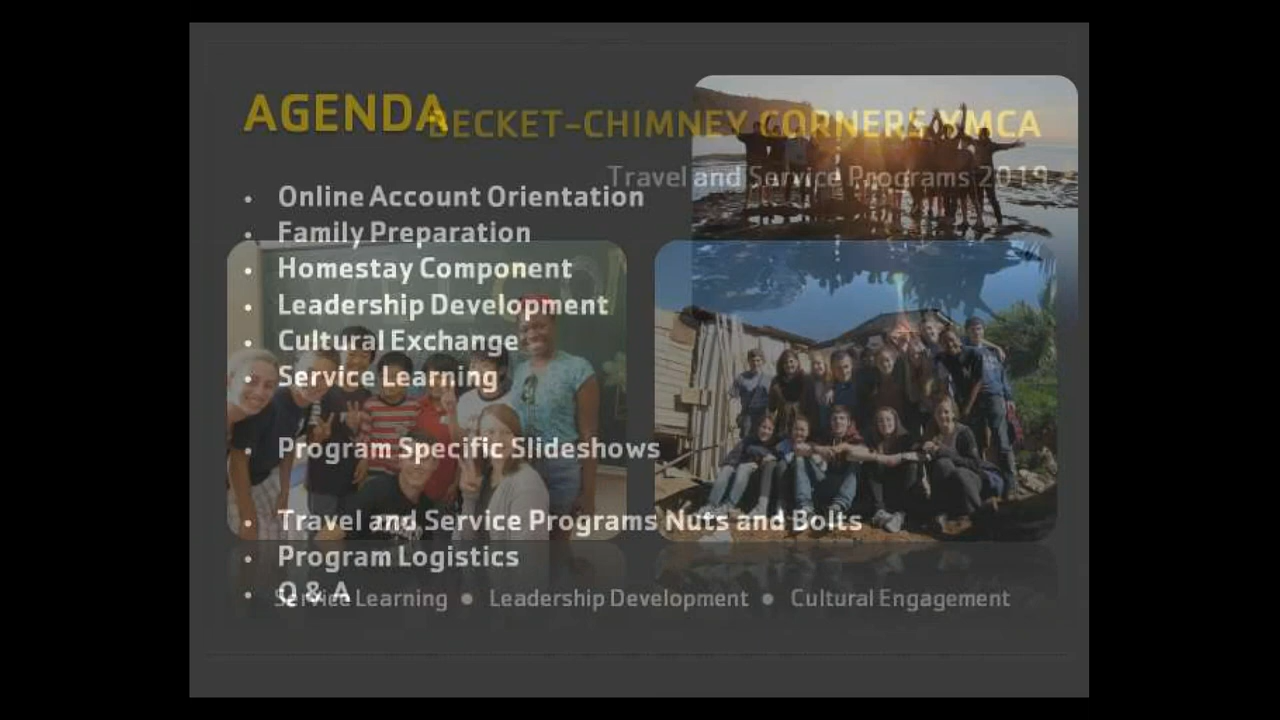 AGENDA
BECKET-CHIMNEY CORNERS YMCA
Travel and Service Programs 2019
• Online Account Orientation
• Family Preparation
• Homestay Component
• Leadership Development
• Cultural Exchange
• Service Learning
• Program Specific Slideshows
• Travel and Service Programs Nuts and Bolts
• Program Logistics
• Q & A
Service Learning ● Leadership Development ● Cultural Engagement